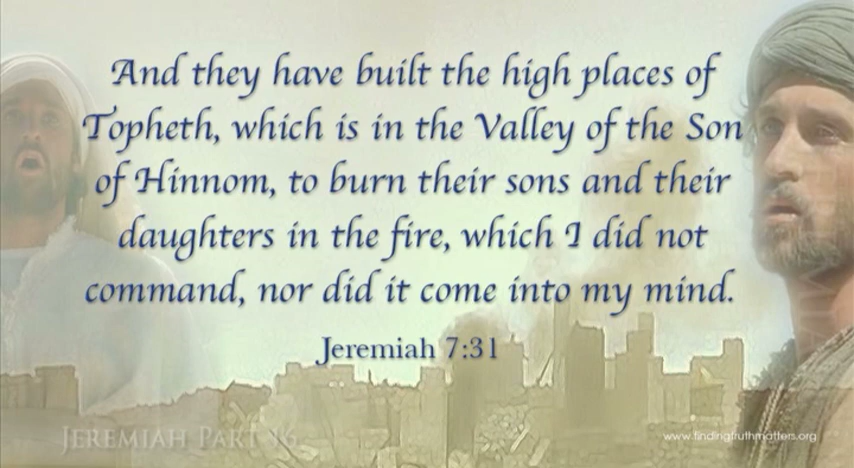 And they have built the high places of
Topheth, which is in the Valley of the Son
of Hinnom, to burn their sons and their
daughters in the fire, which I did not
command, nor did it come into my mind.
Jeremiah 7:31
JEREMIAH PART 16
www.findingtruthmatters.org